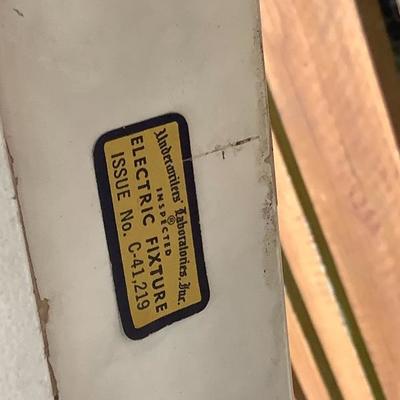 Underwriters' Laboratories, Inc.
INSPECTED
®
ELECTRIC FIXTURE
ISSUE No. C-41,219